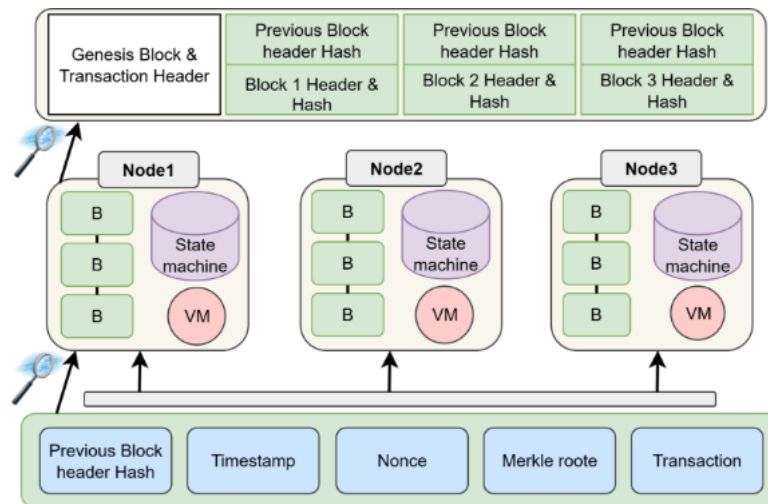 Genesis Block &
Transaction Header
Previous Block
header Hash
Block 1 Header &
Hash
Previous Block
header Hash
Block 2 Header &
Hash
Previous Block
header Hash
Block 3 Header &
Hash
Node1
B
B
B
State
machine
VM
Node2
B
B
B
State
machine
VM
Node3
B
B
B
State
machine
VM
Previous Block
header Hash
Timestamp
Nonce
Merkle roote
Transaction